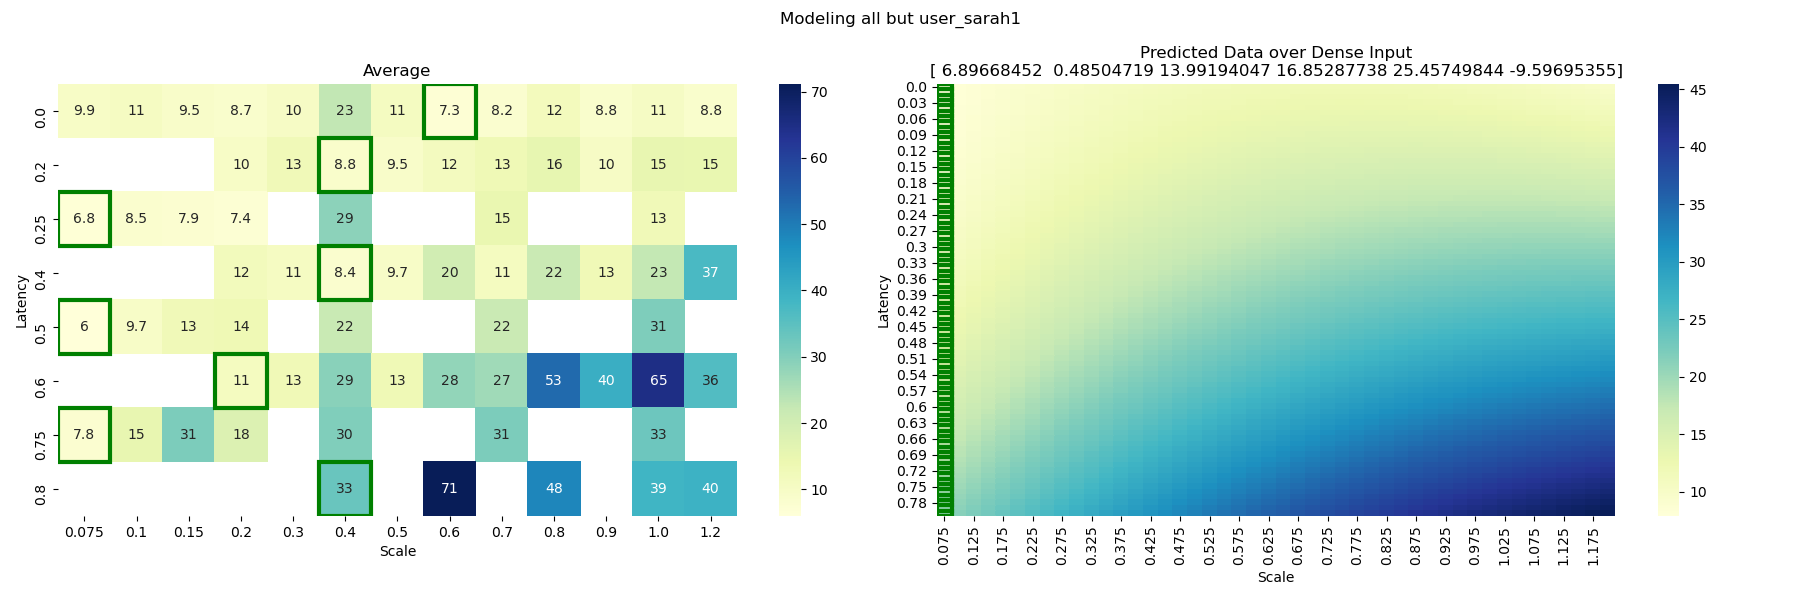 Modeling all but user_sarah1
Average
Latency
0.0 9.9 11 9.5 8.7 10 23 11 7.3 8.2 12 8.8 11 8.8
0.2 10 13 8.8 9.5 12 13 16 10 15 15
0.25 6.8 8.5 7.9 7.4 29 15 13
0.4 12 11 8.4 9.7 20 11 22 13 23 37
0.5 6 9.7 13 14 22 22 31
0.6 11 13 29 13 28 27 53 40 65 36
0.75 7.8 15 31 18 30 31 33
0.8 33 71 48 39 40
0.075 0.1 0.15 0.2 0.3 0.4 0.5 0.6 0.7 0.8 0.9 1.0 1.2
Scale
70
60
50
40
30
20
10
Predicted Data over Dense Input
[ 6.89668452 0.48504719 13.99194047 16.85287738 25.45749844 -9.59695355]
Latency
0.0
0.03
0.06
0.09
0.12
0.15
0.18
0.21
0.24
0.27
0.3
0.33
0.36
0.39
0.42
0.45
0.48
0.51
0.54
0.57
0.6
0.63
0.66
0.69
0.72
0.75
0.78
0.075 0.125 0.175 0.225 0.275 0.325 0.375 0.425 0.475 0.525 0.575 0.625 0.675 0.725 0.775 0.825 0.875 0.925 0.975 1.025 1.075 1.125 1.175
Scale
45
40
35
30
25
20
15
10